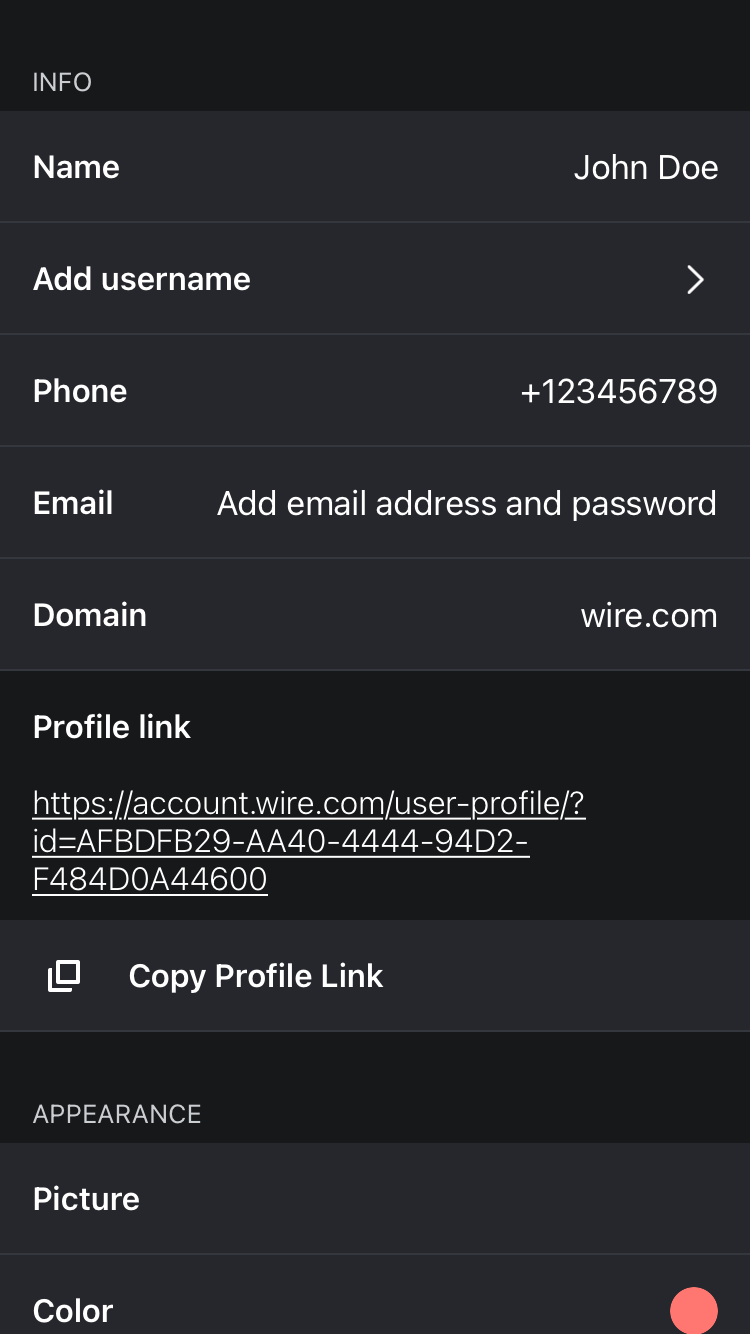 INFO
Name John Doe
Add username
Phone +123456789
Email Add email address and password
Domain wire.com
Profile link
https://account.wire.com/user-profile/?
id=AFBDFB29-AA40-4444-94D2-
F484D0A44600
Copy Profile Link
APPEARANCE
Picture
Color